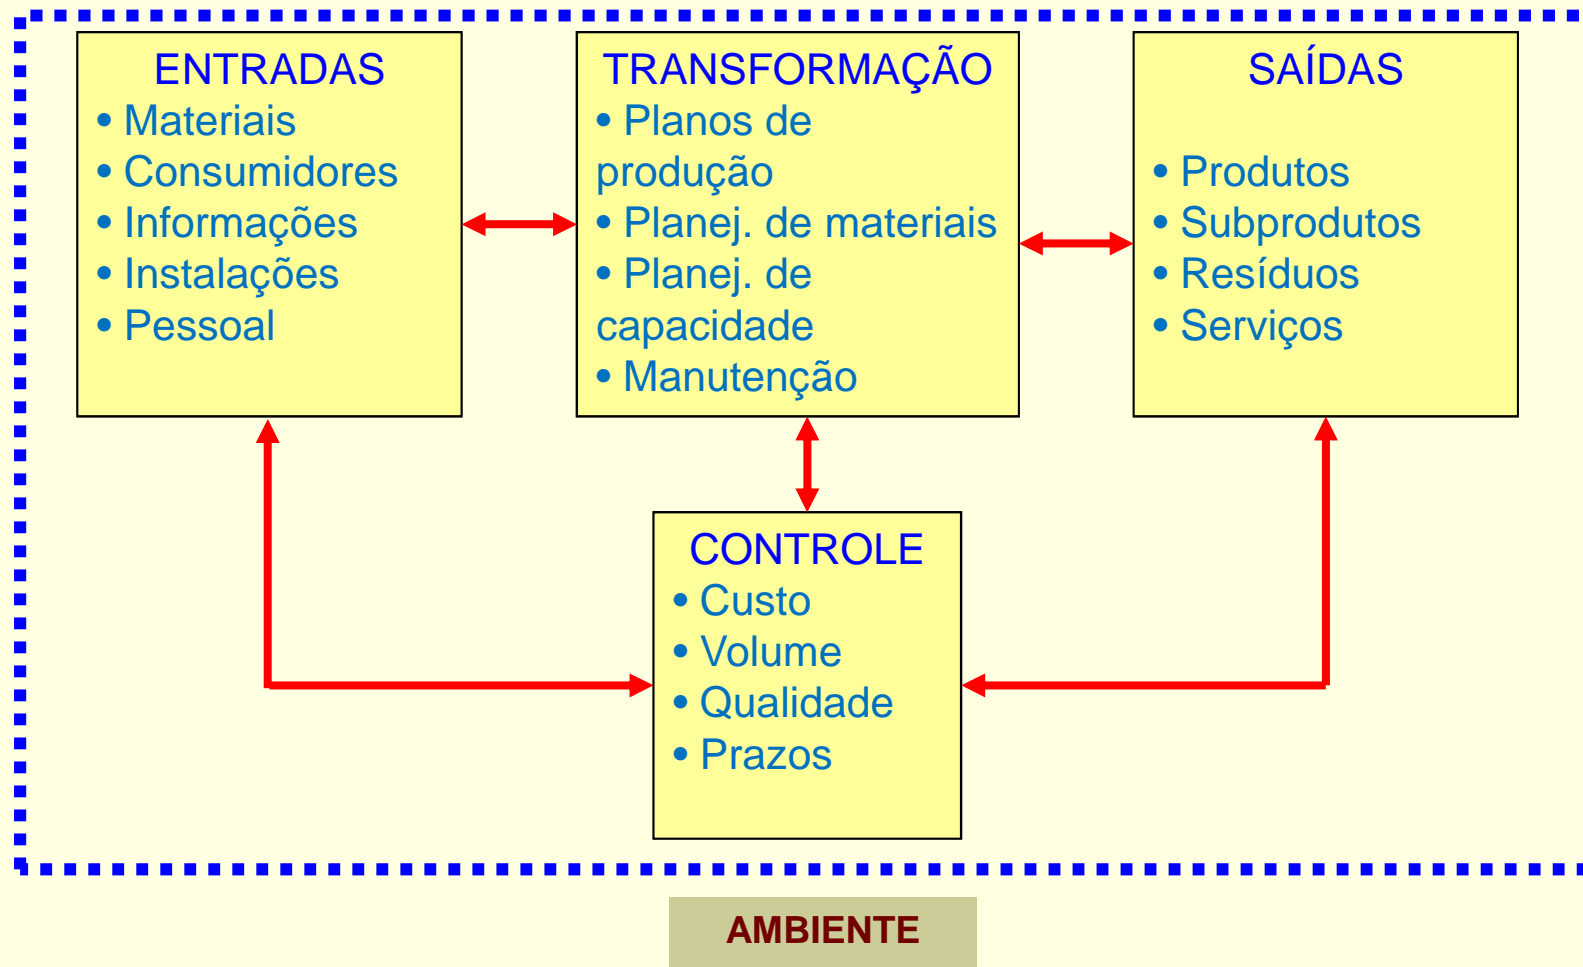 ENTRADAS
• Materiais
• Consumidores
• Informações
• Instalações
• Pessoal
TRANSFORMAÇÃO
• Planos de
produção
• Planej. de materiais
• Planej. de
capacidade
• Manutenção
SAÍDAS
• Produtos
• Subprodutos
• Resíduos
• Serviços
CONTROLE
• Custo
• Volume
• Qualidade
• Prazos
AMBIENTE